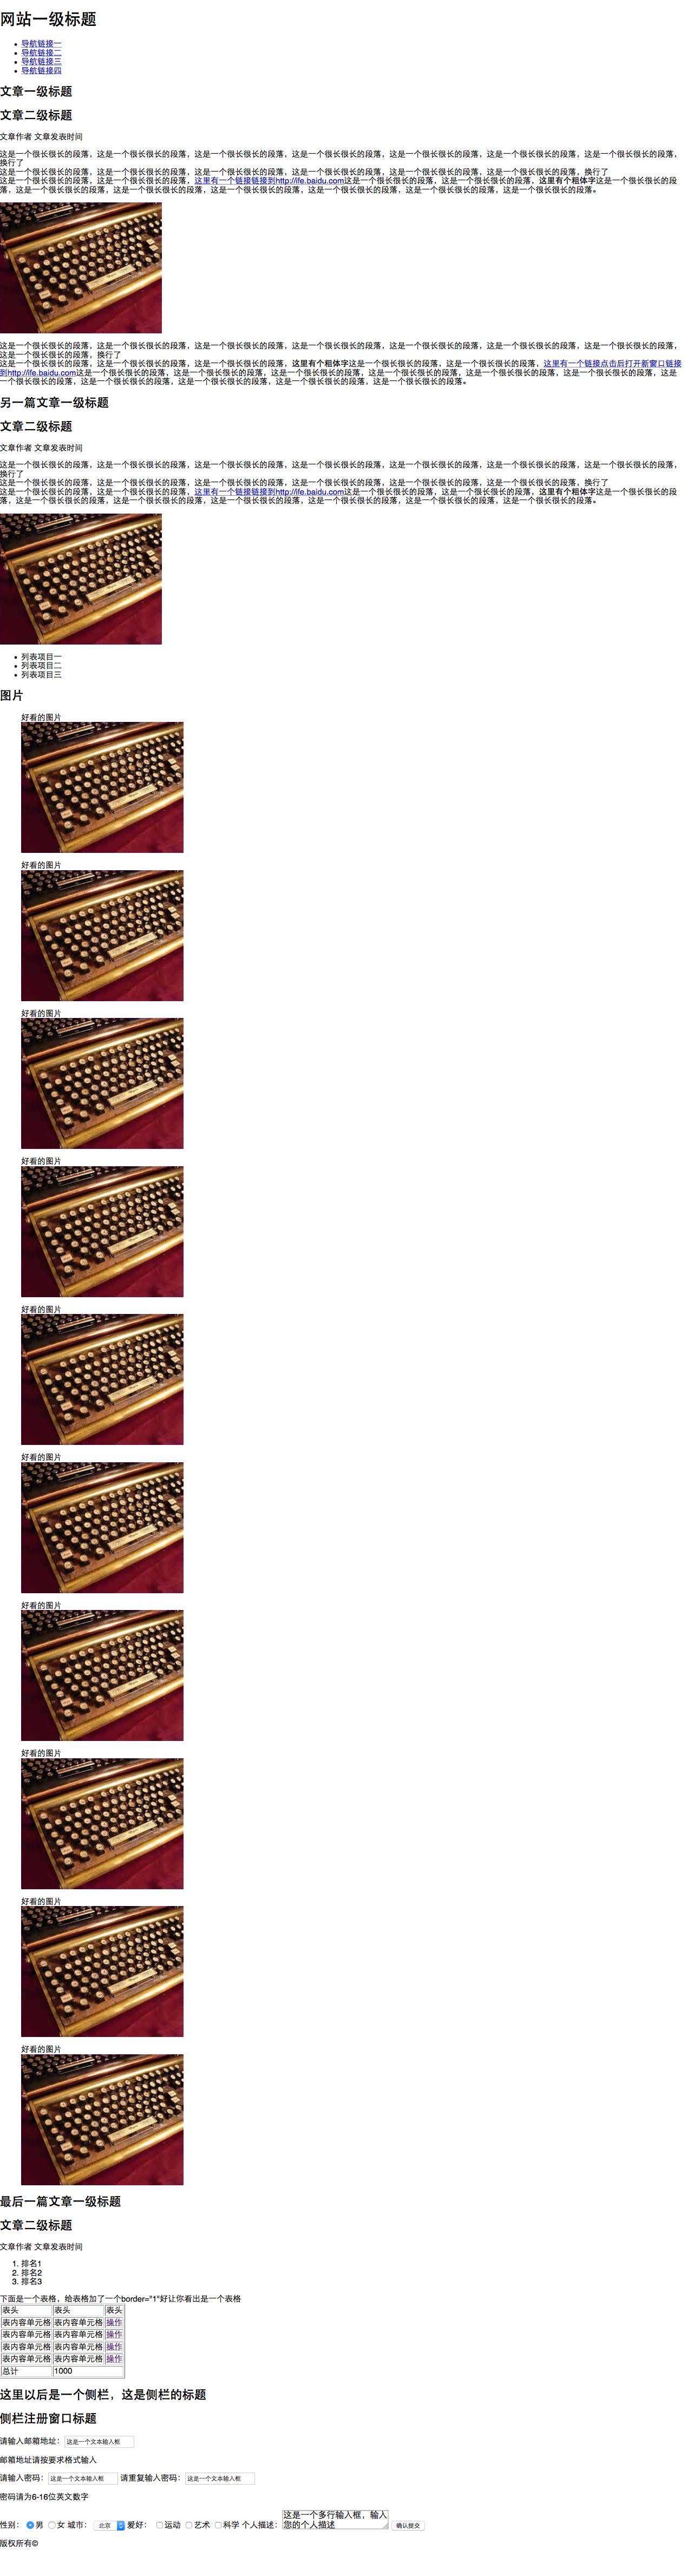 网站一级标题
导航链接一
导航链接二
导航链接三
导航链接四
文章一级标题
文章二级标题
文章作者 文章发表时间
这是一个很长很长的段落，这是一个很长很长的段落，这是一个很长很长的段落，这是一个很长很长的段落，这是一个很长很长的段落，这是一个很长很长的段落，这是一个很长很长的段落，
换行了
这是一个很长很长的段落，这是一个很长很长的段落，这是一个很长很长的段落，这是一个很长很长的段落，这是一个很长很长的段落，这是一个很长很长的段落，换行了
这是一个很长很长的段落，这是一个很长很长的段落，这里有一个链接链接到http://ife.baidu.com这是一个很长很长的段落，这是一个很长长的段落，这里有个粗体字这是一个很长很长的段
落，这是一个很长很长的段落，这是一个很长很长的段落，这是一个很长很长的段落，这是一个很长很长的段落，这是一个很长很长的段落，这是一个很长很长的段落。
这是一个很长很长的段落，这是一个很长很长的段落，这是一个很长很长的段落，这是一个很长很长的段落，这是一个很长很长的段落，这是一个很长很长的段落，这是一个很长很长的段落，
这是一个很长很长的段落，换行了
这是一个很长很长的段落，这是一个很长很长的段落，这是一个很长很长的段落，这里有个粗体字这是一个很长很长的段落，这是一个很长很长的段落，这里有一个链接点击后打开新窗口链接
到http://ife.baidu.com这是一个很长很长的段落，这是一个很长很长的段落，这是一个很长很长的段落，这是一个很长很长的段落，这是一个很长很长的段落，这是一个很长很长的段落，这是
一个很长很长的段落，这是一个很长很长的段落，这是一个很长很长的段落，这是一个很长很长的段落，这是一个很长很长的段落。
另一篇文章一级标题
文章二级标题
文章作者 文章发表时间
这是一个很长很长的段落，这是一个很长很长的段落，这是一个很长很长的段落，这是一个很长很长的段落，这是一个很长很长的段落，这是一个很长很长的段落，这是一个很长很长的段落，
换行了
这是一个很长很长的段落，这是一个很长很长的段落，这是一个很长很长的段落，这是一个很长很长的段落，这是一个很长很长的段落，这是一个很长很长的段落，换行了
这是一个很长很长的段落，这是一个很长很长的段落，这里有一个链接链接到http://ife.baidu.com这是一个很长很长的段落，这是一个很长长的段落，这里有个粗体字这是一个很长很长的段
落，这是一个很长很长的段落，这是一个很长很长的段落，这是一个很长很长的段落，这是一个很长很长的段落，这是一个很长很长的段落，这是一个很长很长的段落。
列表项目一
列表项目二
列表项目三
图片
好看的图片
好看的图片
好看的图片
好看的图片
好看的图片
好看的图片
好看的图片
好看的图片
好看的图片
好看的图片
最后一篇文章一级标题
文章二级标题
文章作者 文章发表时间
1. 排名1
2. 排名2
3. 排名3
下面是一个表格，给表格加了一个border="1"好让你看出是一个表格
表头 表头 表头
表内容单元格 表内容单元格 操作
表内容单元格 表内容单元格 操作
表内容单元格 表内容单元格 操作
表内容单元格 表内容单元格 操作
总计 1000
这里以后是一个侧栏，这是侧栏的标题
侧栏注册窗口标题
请输入邮箱地址： 这是一个文本输入框
邮箱地址请按要求格式输入
请输入密码： 这是一个文本输入框 请重复输入密码： 这是一个文本输入框
密码请为6-16位英文数字
性别： 男 女 城市： 北京 爱好： 运动 艺术 科学 个人描述： 这是一个多行输入框，输入
您的个人描述 确认提交
版权所有©